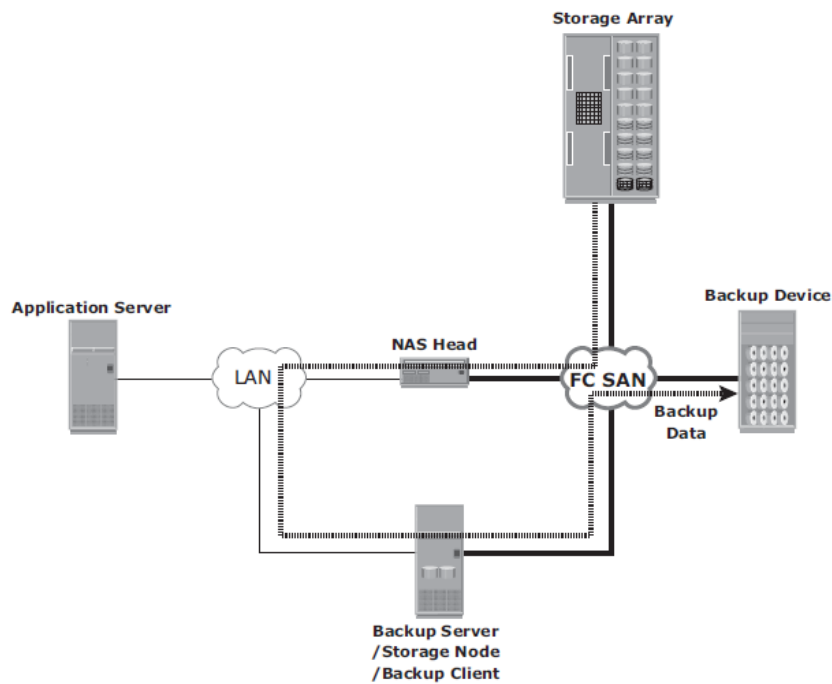 Storage Array
Application Server
Backup Device
NAS Head
LAN
FC SAN
Backup
Data
Backup Server
/Storage Node
/Backup Client